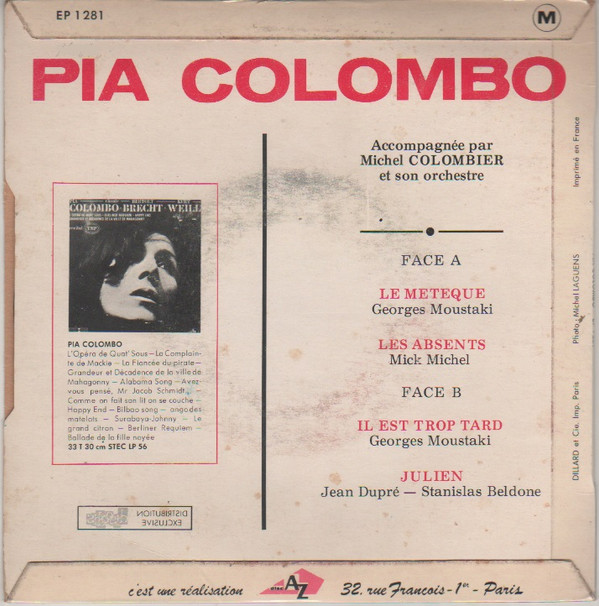 EP 1281
M
PIA COLOMBO
Accompagnée par
Michel COLOMBIER
et son orchestre
FACE A
LE METEQUE
Georges Moustaki
LES ABSENTS
Mick Michel
FACE B
IL EST TROP TARD
Georges Moustaki
JULIEN
Jean Dupré — Stanislas Beldone
COLOMBO-BRECHT-WEILL
PIA COLOMBO
L'Opéra de Quat' Sous — La Complain-
te de Mackie — La Fiancée du pirate —
Grandeur et Décadence de la ville de
Mahagonny — Alabama Song — Avez-
vous pensé, Mr Jacob Schmidt,. —
Comme on fait son lit on se couche —
Happy End — Bilbao song — angades
matelots — Surabaya-Johnny — Le
grand citron — Berliner Requiem —
Ballade de la fille noyée
33 T 30 cm STEC LP 56
DISTRIBUTION
EXCLUSIVE
Imprimé en France
Photo : Michel LAGUENS
DILLARD et Cie. Imp. Paris
c'est une réalisation
disc AZ
32. rue François - 1er - Paris